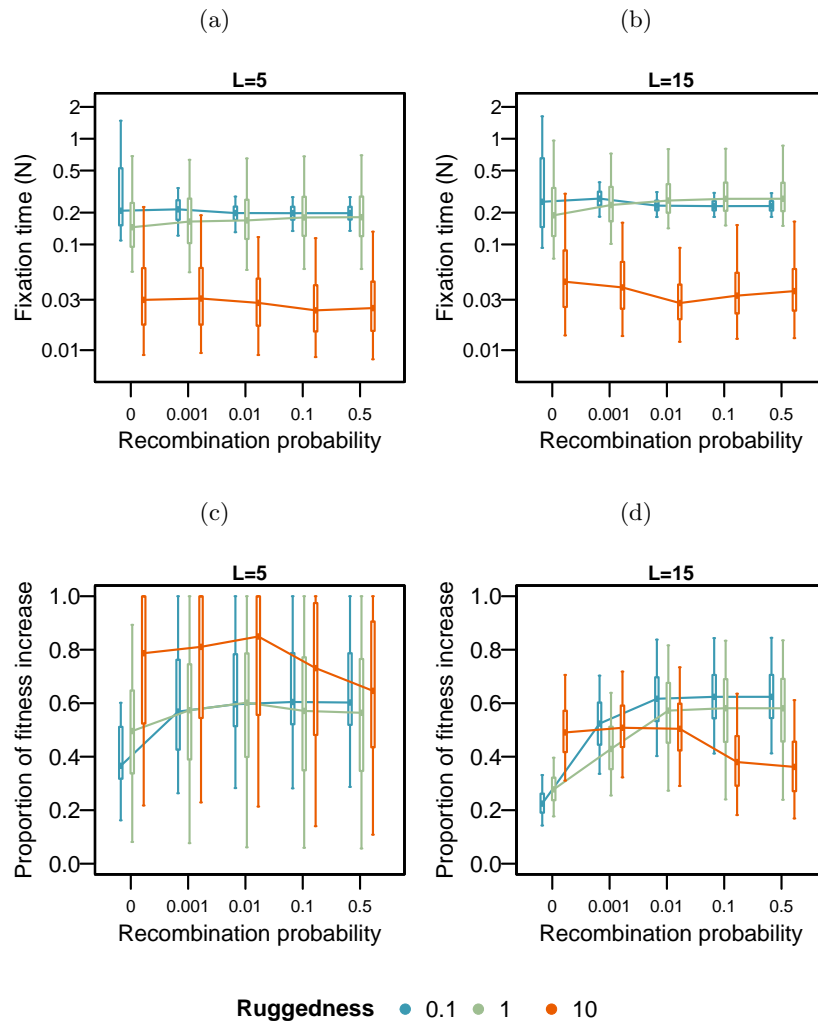 (a)
L=5
Fixation time (N)
2
1
0.5
0.2
0.1
0.03
0.01
0 0.001 0.01 0.1 0.5
Recombination probability
(b)
L=15
Fixation time (N)
2
1
0.5
0.2
0.1
0.03
0.01
0 0.001 0.01 0.1 0.5
Recombination probability
(c)
L=5
Proportion of fitness increase
1.0
0.8
0.6
0.4
0.2
0.0
0 0.001 0.01 0.1 0.5
Recombination probability
(d)
L=15
Proportion of fitness increase
1.0
0.8
0.6
0.4
0.2
0.0
0 0.001 0.01 0.1 0.5
Recombination probability
Ruggedness 0.1 1 10